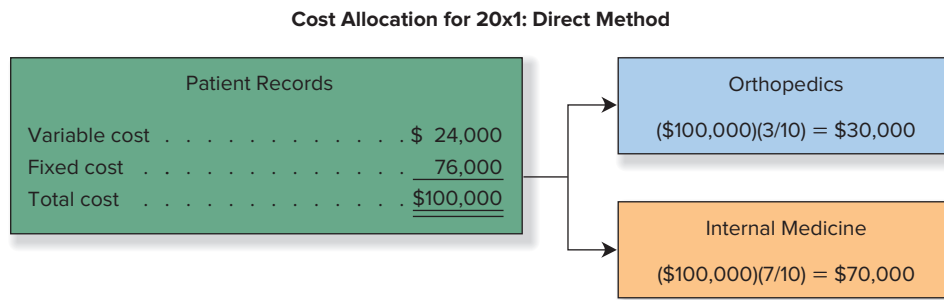 Cost Allocation for 20x1: Direct Method
Patient Records
Variable cost . . . . . . . . . . . . . $ 24,000
Fixed cost . . . . . . . . . . . . . . 76,000
Total cost . . . . . . . . . . . . . . $100,000
Orthopedics
($100,000)(3/10) = $30,000
Internal Medicine
($100,000)(7/10) = $70,000